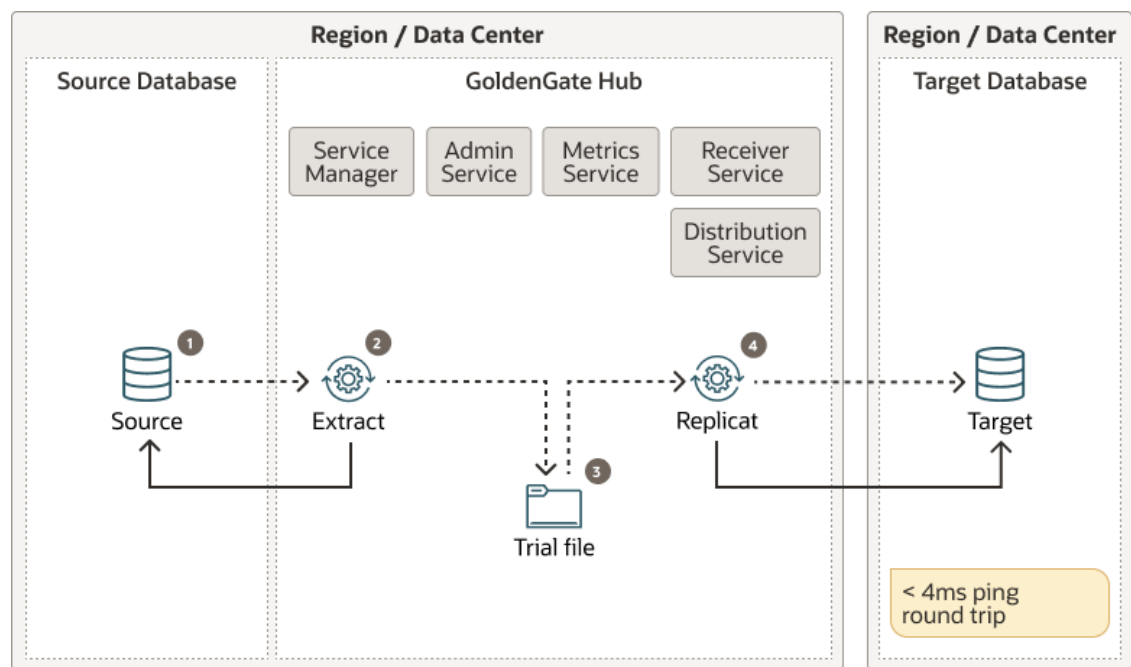 Region / Data Center
Region / Data Center
Source Database
GoldenGate Hub
Target Database
Service
Manager
Admin
Service
Metrics
Service
Receiver
Service
Distribution
Service
1
2
4
Source
Extract
Replicat
Target
3
Trial file
< 4ms ping
round trip